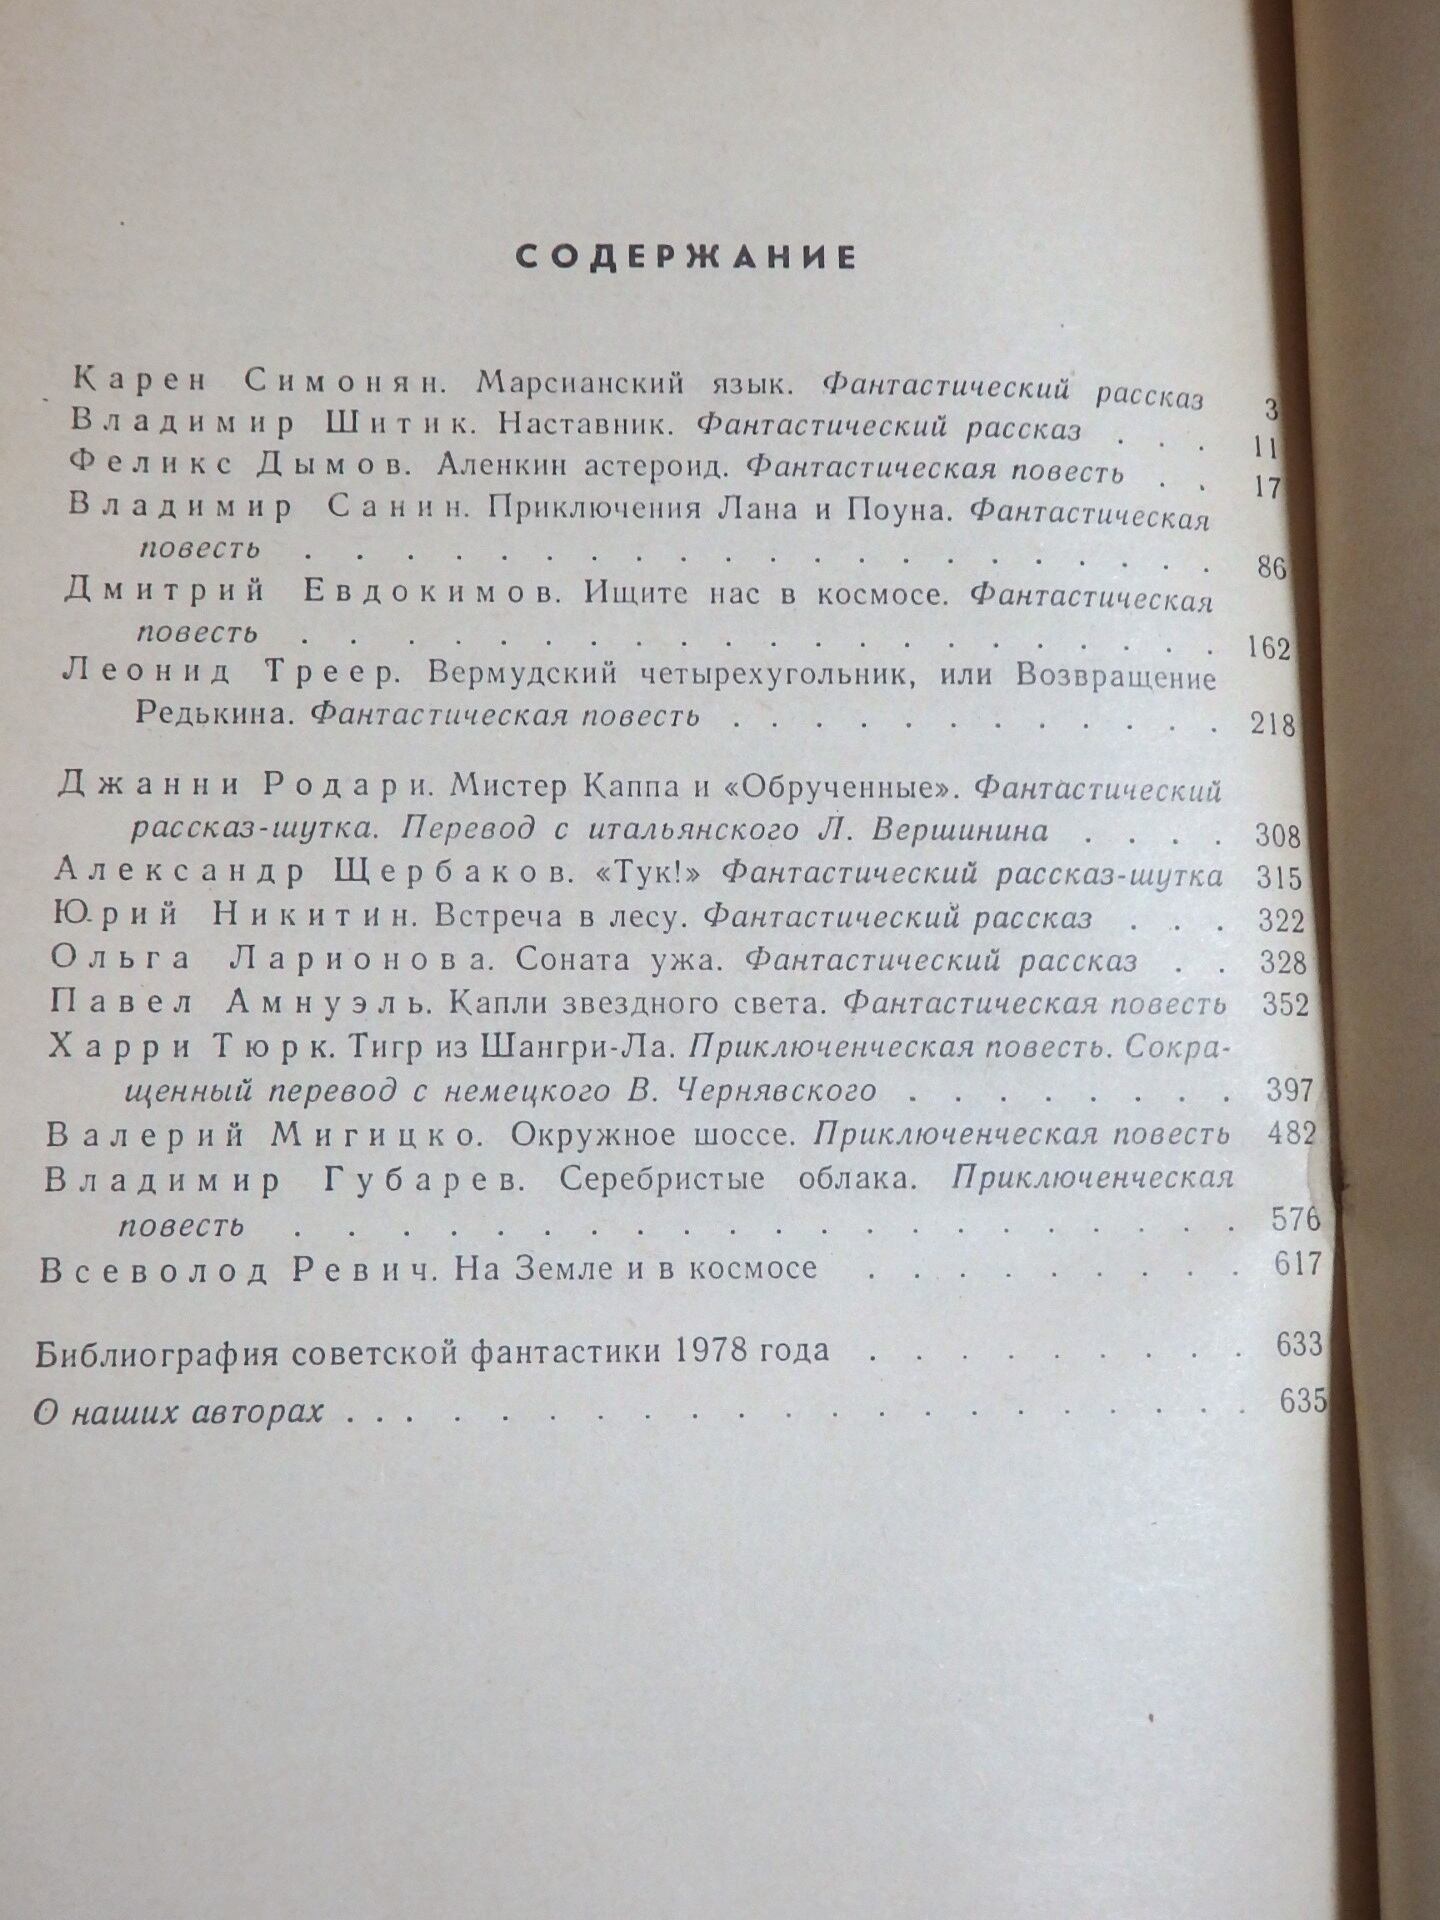 СОДЕРЖАНИЕ
Карен Симонян. Марсианский язык. Фантастический рассказ 3
Владимир Шитик. Наставник. Фантастический рассказ . . . 11
Феликс Дымов. Аленкин астероид. Фантастическая повесть . . 17
Владимир Санин. Приключения Лана и Поуна. Фантастическая
повесть . . . . . . . . . . . . . . . . . . . 86
Дмитрий Евдокимов. Ищите нас в космосе. Фантастическая
повесть . . . . . . . . . . . . . . . . . . . 162
Леонид Треер. Вермудский четырехугольник, или Возвращение
Редькина. Фантастическая повесть . . . . . . . . . . . 218
Джанни Родари. Мистер Каппа и «Обрученные». Фантастический
рассказ-шутка. Перевод с итальянского Л. Вершинина . . . . 308
Александр Щербаков. «Тук!» Фантастический рассказ-шутка 315
Юрий Никитин. Встреча в лесу. Фантастический рассказ . . . 322
Ольга Ларионова. Соната ужа. Фантастический рассказ . . 328
Павел Амнуэль. Капли звездного света. Фантастическая повесть 352
Харри Тюрк. Тигр из Шангри-Ла. Приключенческая повесть. Сокра-
щенный перевод с немецкого В. Чернявского . . . . . . . . 397
Валерий Мигицко. Окружное шоссе. Приключенческая повесть 482
Владимир Губарев. Серебристые облака. Приключенческая
повесть . . . . . . . . . . . . . . . . . . 576
Всеволод Ревич. На Земле и в космосе . . . . . . . . . 617
Библиография советской фантастики 1978 года . . . . . . . . . 633
О наших авторах . . . . . . . . . . . . . . . . . . . 635